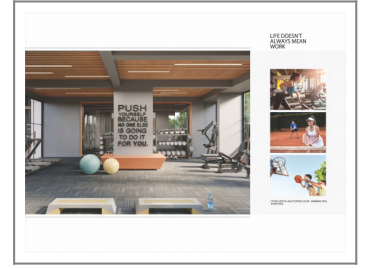 LIFE DOESN'T
ALWAYS MEAN
WORK
PUSH
YOURSELF
BECAUSE
NO ONE ELSE
IS GOING
TO DO IT
FOR YOU.